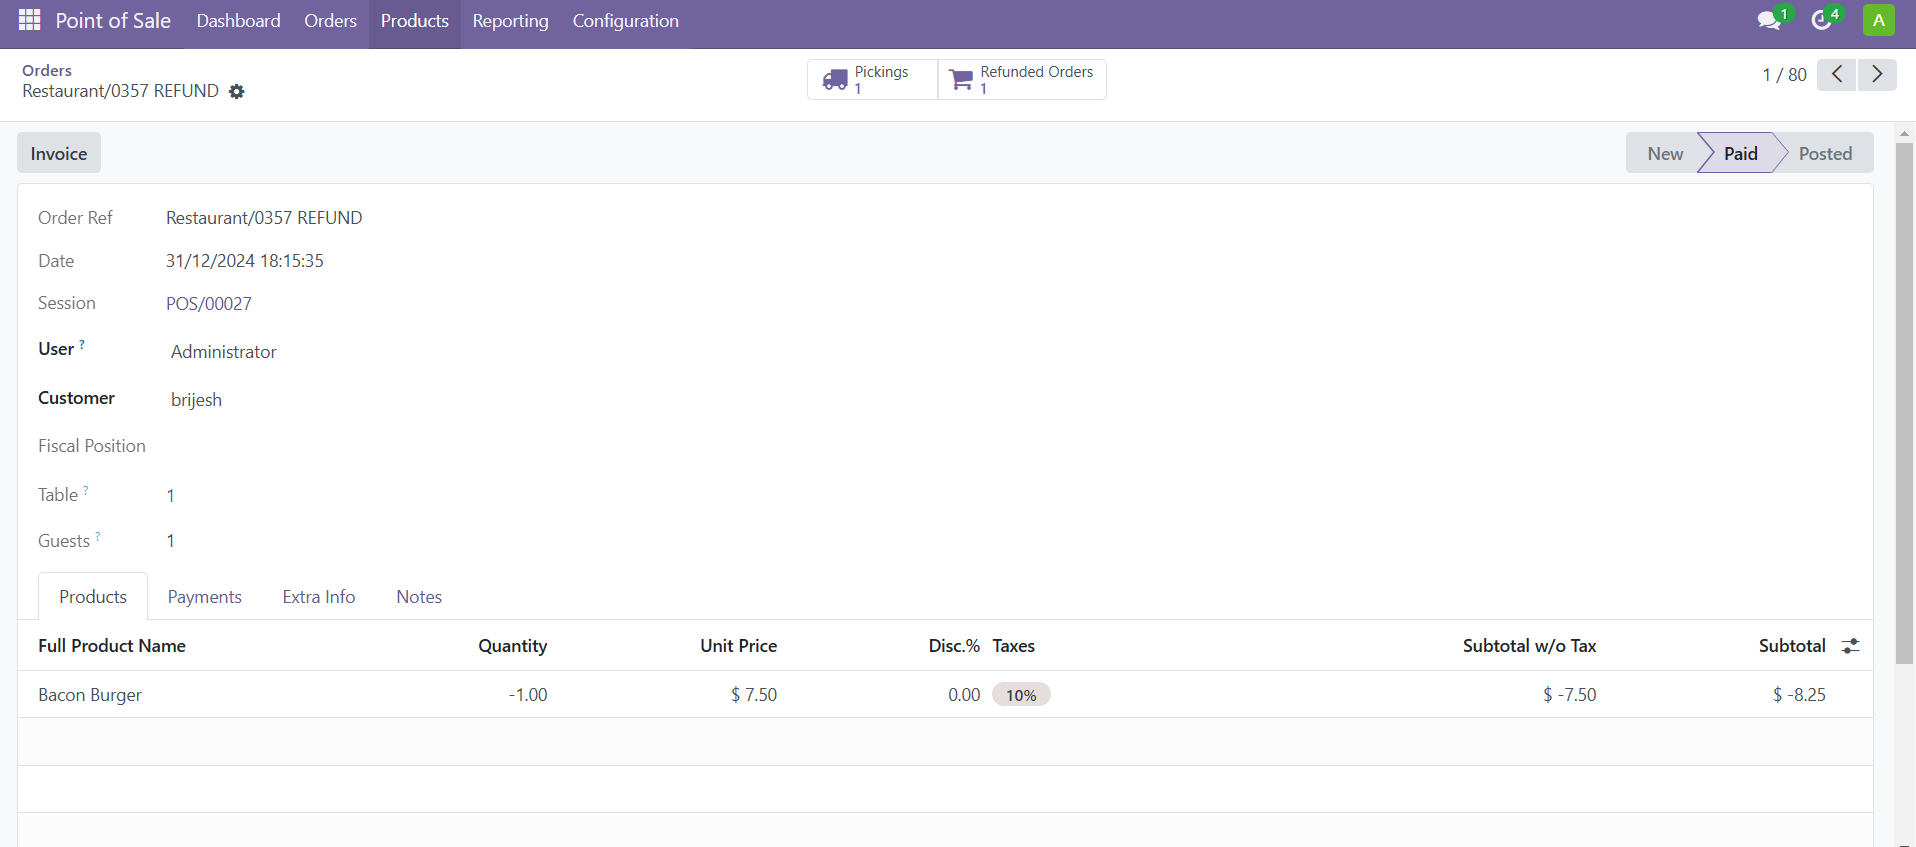 Point of Sale Dashboard Orders Products Reporting Configuration 1 4 A
Orders
Restaurant/0357 REFUND
Pickings
1
Refunded Orders
1
1 / 80
Invoice
New Paid Posted
Order Ref Restaurant/0357 REFUND
Date 31/12/2024 18:15:35
Session POS/00027
User ? Administrator
Customer brijesh
Fiscal Position
Table ? 1
Guests ? 1
Products Payments Extra Info Notes
Full Product Name Quantity Unit Price Disc.% Taxes Subtotal w/o Tax Subtotal
Bacon Burger -1.00 $ 7.50 0.00 10% $ -7.50 $ -8.25